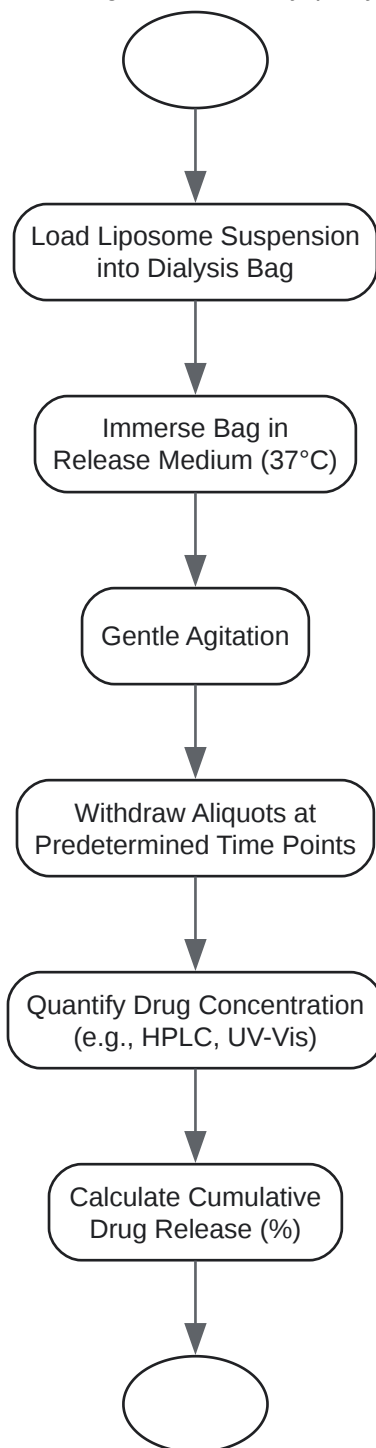 Load Liposome Suspension
into Dialysis Bag
Immerse Bag in
Release Medium (37°C)
Gentle Agitation
Withdraw Aliquots at
Predetermined Time Points
Quantify Drug Concentration
(e.g., HPLC, UV-Vis)
Calculate Cumulative
Drug Release (%)